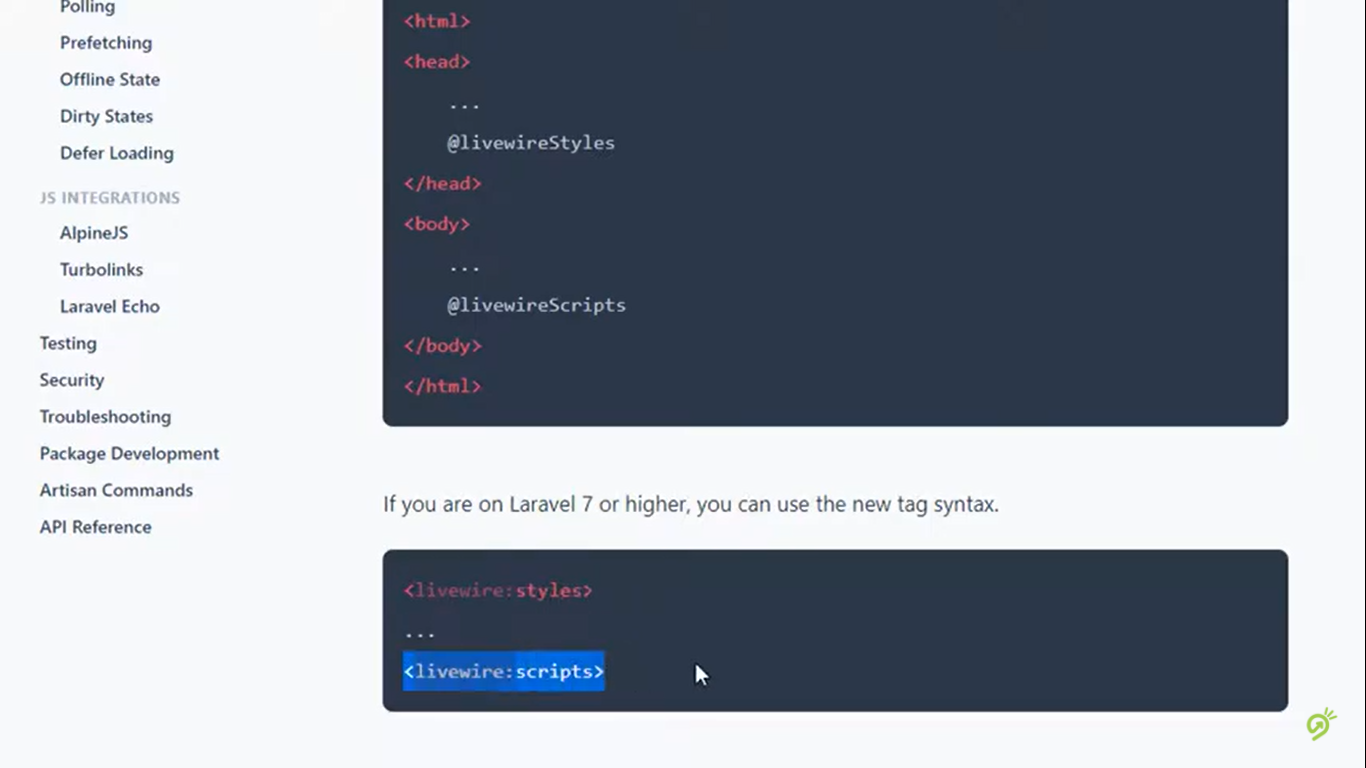 Polling
Prefetching
Offline State
Dirty States
Defer Loading
JS INTEGRATIONS
AlpineJS
Turbolinks
Laravel Echo
Testing
Security
Troubleshooting
Package Development
Artisan Commands
API Reference
<html>
<head>
...
@livewireStyles
</head>
<body>
...
@livewireScripts
</body>
</html>
If you are on Laravel 7 or higher, you can use the new tag syntax.
<livewire:styles>
...
<livewire:scripts>